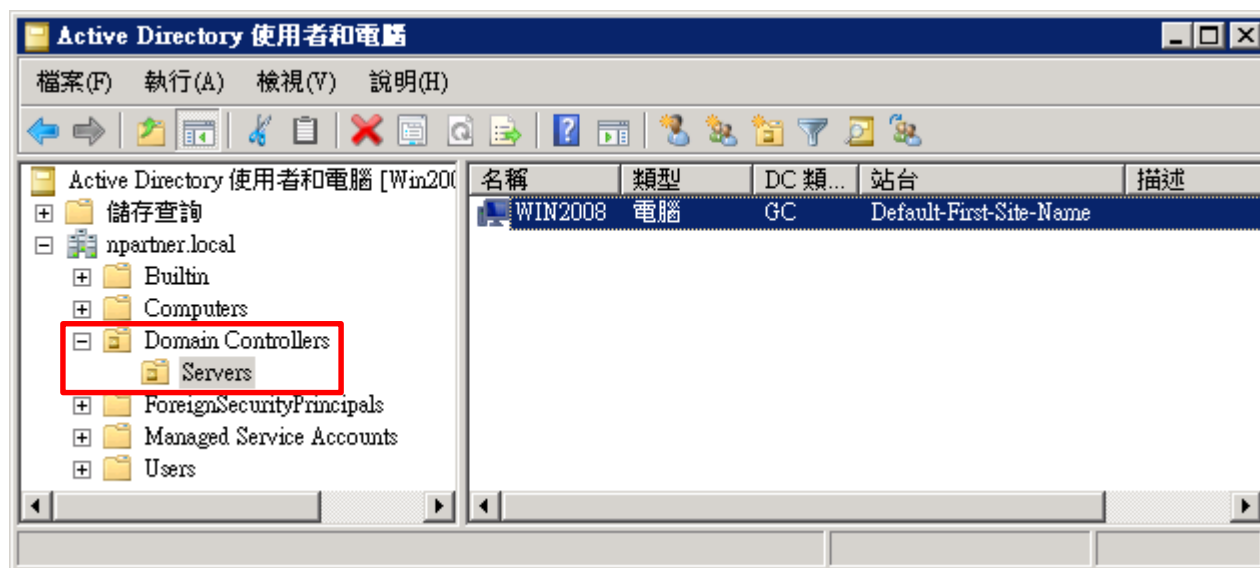 Active Directory 使用者和電腦
檔案(F) 執行(A) 檢視(V) 說明(H)
Active Directory 使用者和電腦 [Win200
儲存查詢
npartner.local
Builtin
Computers
Domain Controllers
Servers
ForeignSecurityPrincipals
Managed Service Accounts
Users
名稱 類型 DC 類... 站台 描述
WIN2008 電腦 GC Default-First-Site-Name